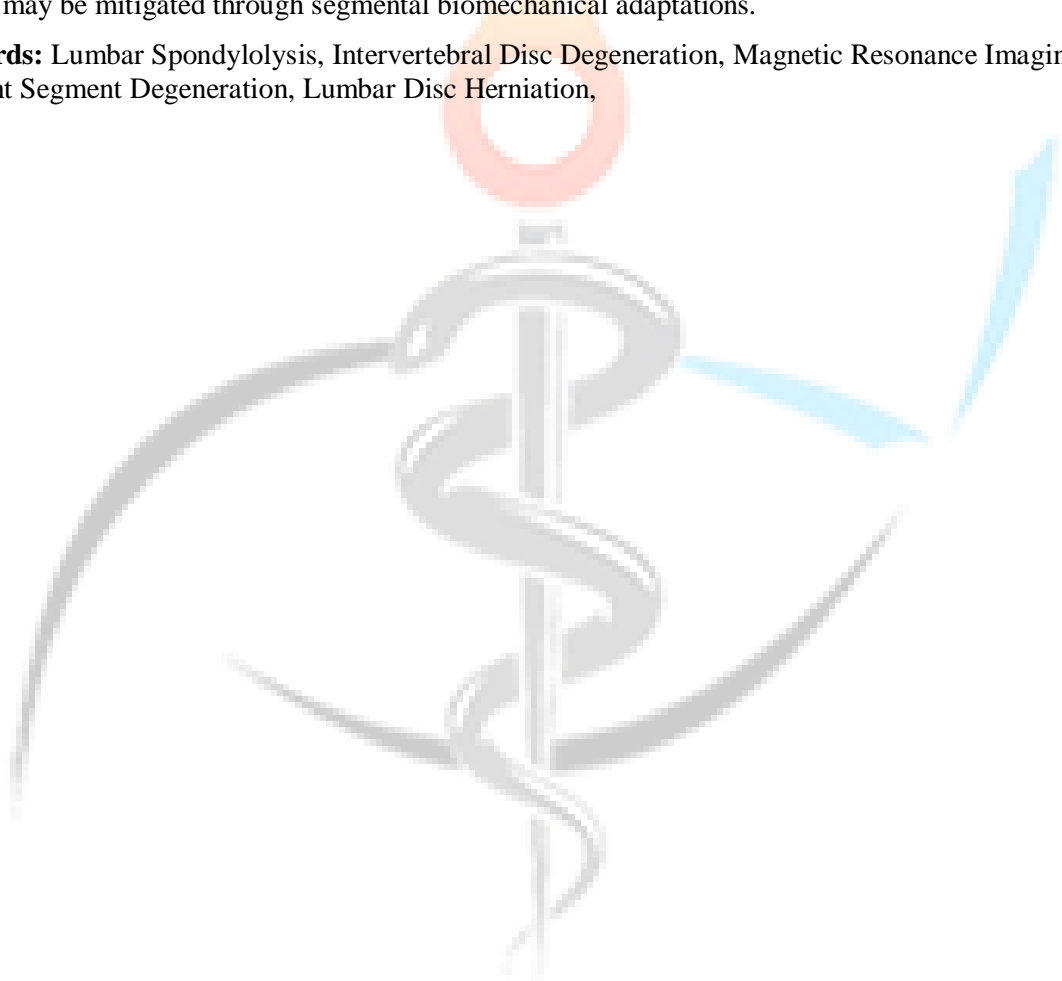 may be mitigated through segmental biomechanical adaptations.
rds: Lumbar Spondylolysis, Intervertebral Disc Degeneration, Magnetic Resonance Imagin
nt Segment Degeneration, Lumbar Disc Herniation,